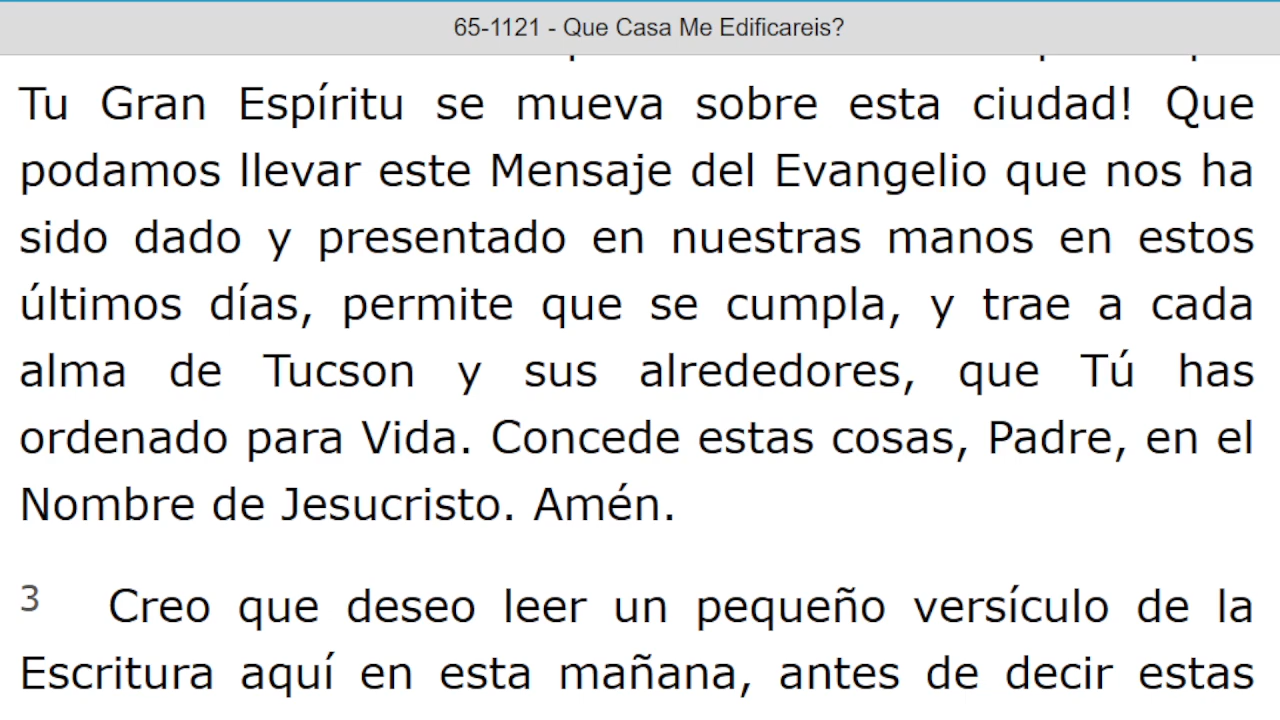 65-1121 - Que Casa Me Edificareis?
Tu Gran Espíritu se mueva sobre esta ciudad! Que
podamos llevar este Mensaje del Evangelio que nos ha
sido dado y presentado en nuestras manos en estos
últimos días, permite que se cumpla, y trae a cada
alma de Tucson y sus alrededores, que Tú has
ordenado para Vida. Concede estas cosas, Padre, en el
Nombre de Jesucristo. Amén.
3 Creo que deseo leer un pequeño versículo de la
Escritura aquí en esta mañana, antes de decir estas